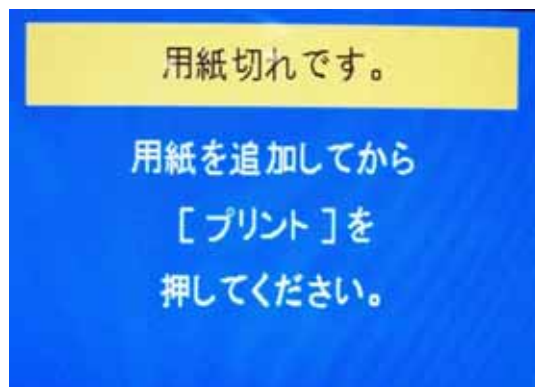 用紙切れです。
用紙を追加してから
［プリント］を
押してください。